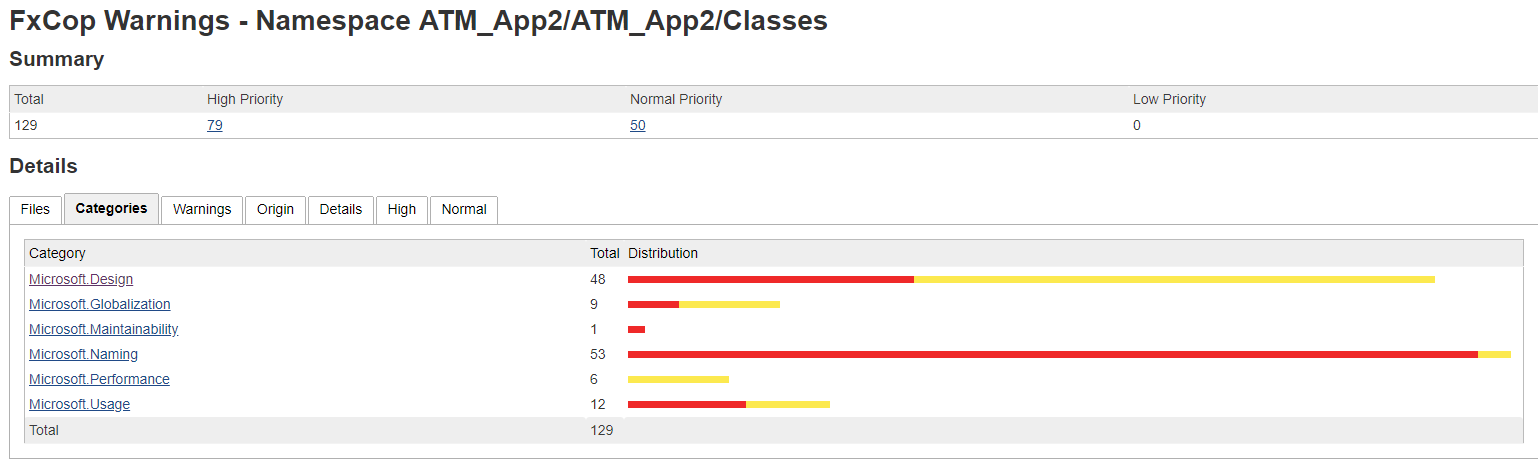 FxCop Warnings - Namespace ATM_App2/ATM_App2/Classes
Summary
Total High Priority Normal Priority Low Priority
129 79 50 0
Details
Files Categories Warnings Origin Details High Normal
Category Total Distribution
Microsoft.Design 48
Microsoft.Globalization 9
Microsoft.Maintainability 1
Microsoft.Naming 53
Microsoft.Performance 6
Microsoft.Usage 12
Total 129